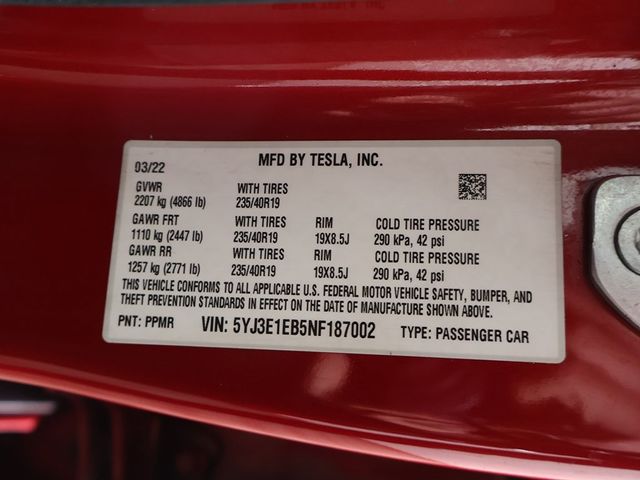 MFD BY TESLA, INC.
03/22
GVWR WITH TIRES
2207 kg (4866 lb) 235/40R19
GAWR FRT WITH TIRES RIM COLD TIRE PRESSURE
1110 kg (2447 lb) 235/40R19 19X8.5J 290 kPa, 42 psi
GAWR RR WITH TIRES RIM COLD TIRE PRESSURE
1257 kg (2771 lb) 235/40R19 19X8.5J 290 kPa, 42 psi
THIS VEHICLE CONFORMS TO ALL APPLICABLE U.S. FEDERAL MOTOR VEHICLE SAFETY, BUMPER, AND
THEFT PREVENTION STANDARDS IN EFFECT ON THE DATE OF MANUFACTURE SHOWN ABOVE.
PNT: PPMR VIN: 5YJ3E1EB5NF187002 TYPE: PASSENGER CAR